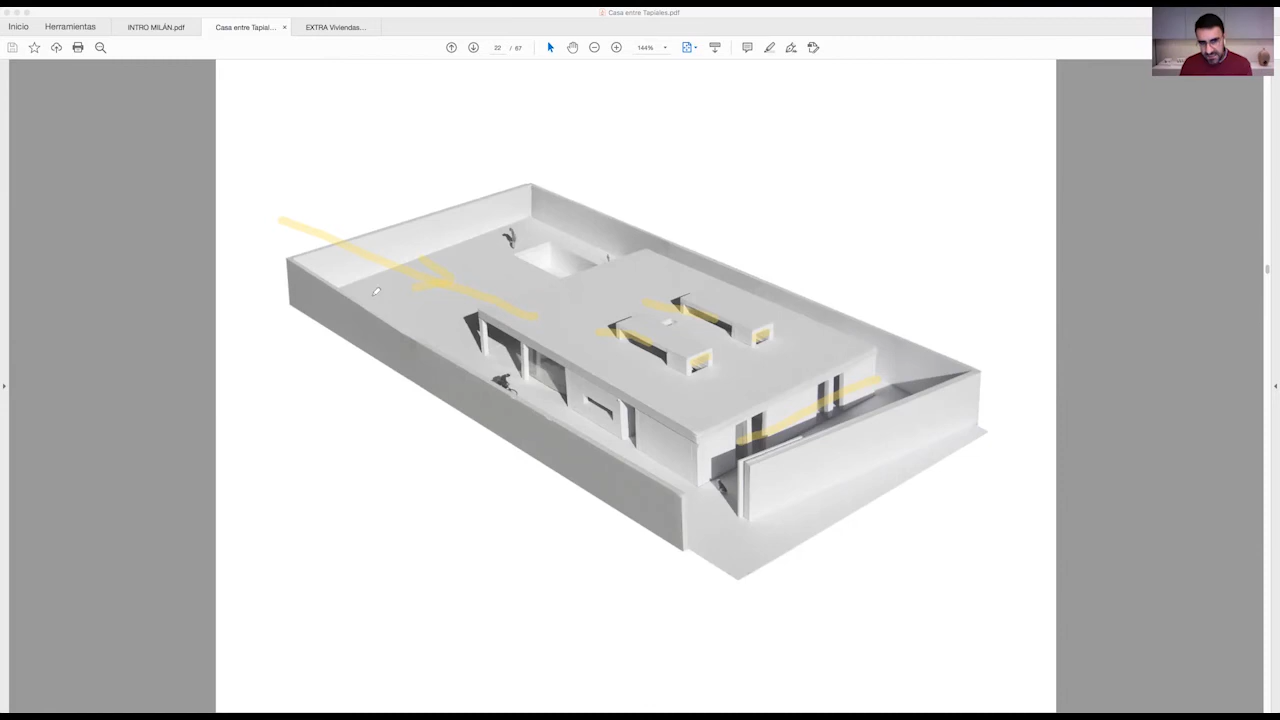 Casa entre Tapiales.pdf
Inicio Herramientas INTRO MILÁN.pdf Casa entre Tapial... × EXTRA Viviendas...
22 / 67 144%